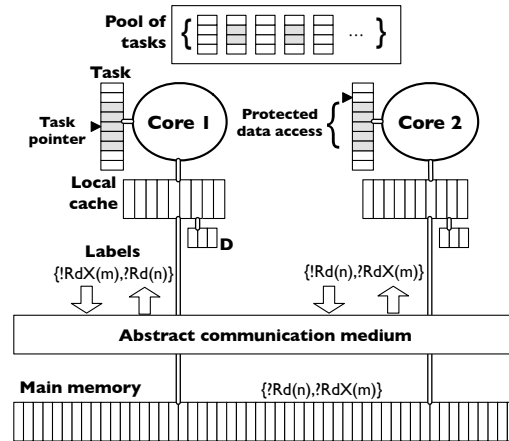 Pool of
tasks
{ ... }
Task
Task
pointer
Core 1
Protected
data access
{
Core 2
Local
cache
D
Labels
{!RdX(m),?Rd(n)}
{!Rd(n),?RdX(m)}
Abstract communication medium
Main memory
{?Rd(n),?RdX(m)}